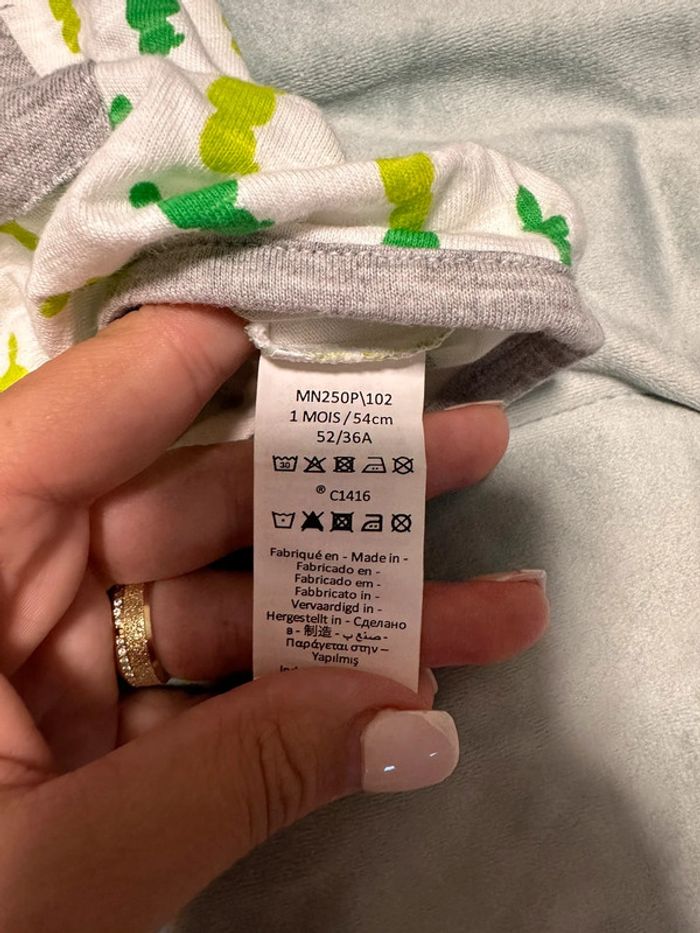 MN250P\102
1 MOIS / 54cm
52/36A
30
® C1416
Fabriqué en - Made in -
Fabricado en -
Fabricado em -
Fabbricato in -
Vervaardigd in -
Hergestellt in - Сделано
в - 制造 - صنع ب -
Παράγεται στην –
Yapılmış